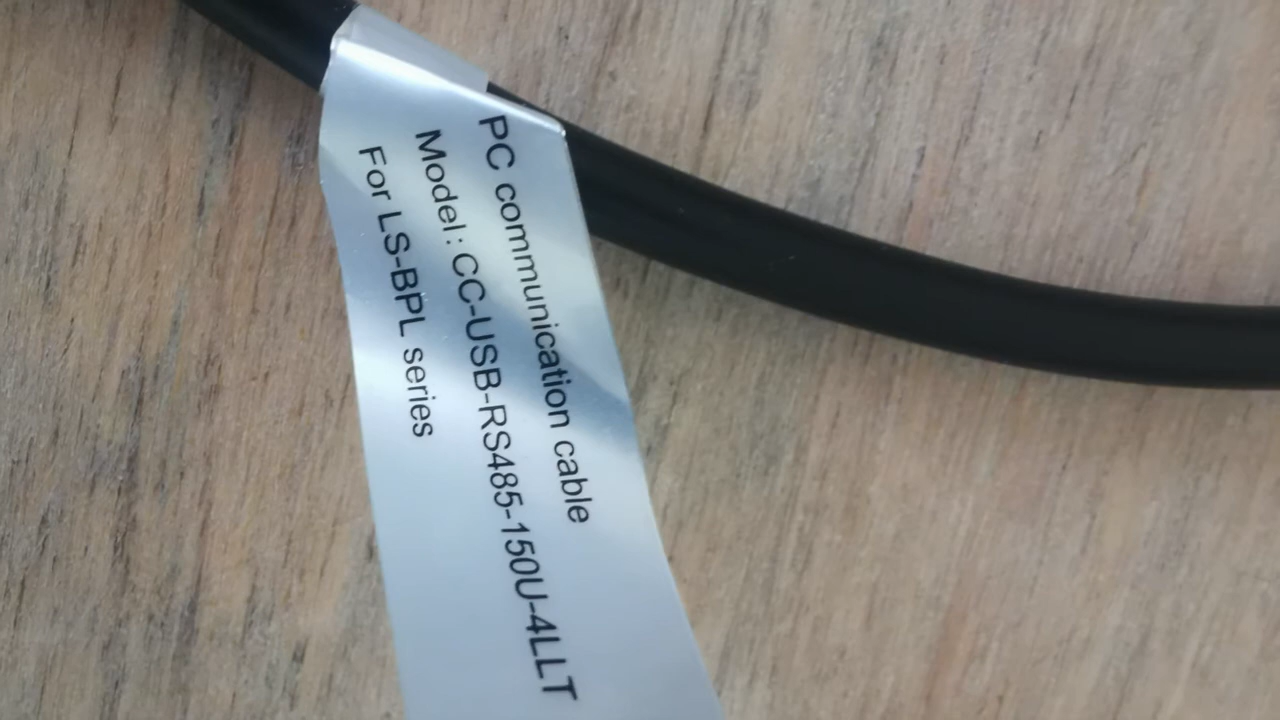 PC communication cable
Model : CC-USB-RS485-150U-4LLT
For LS-BPL series